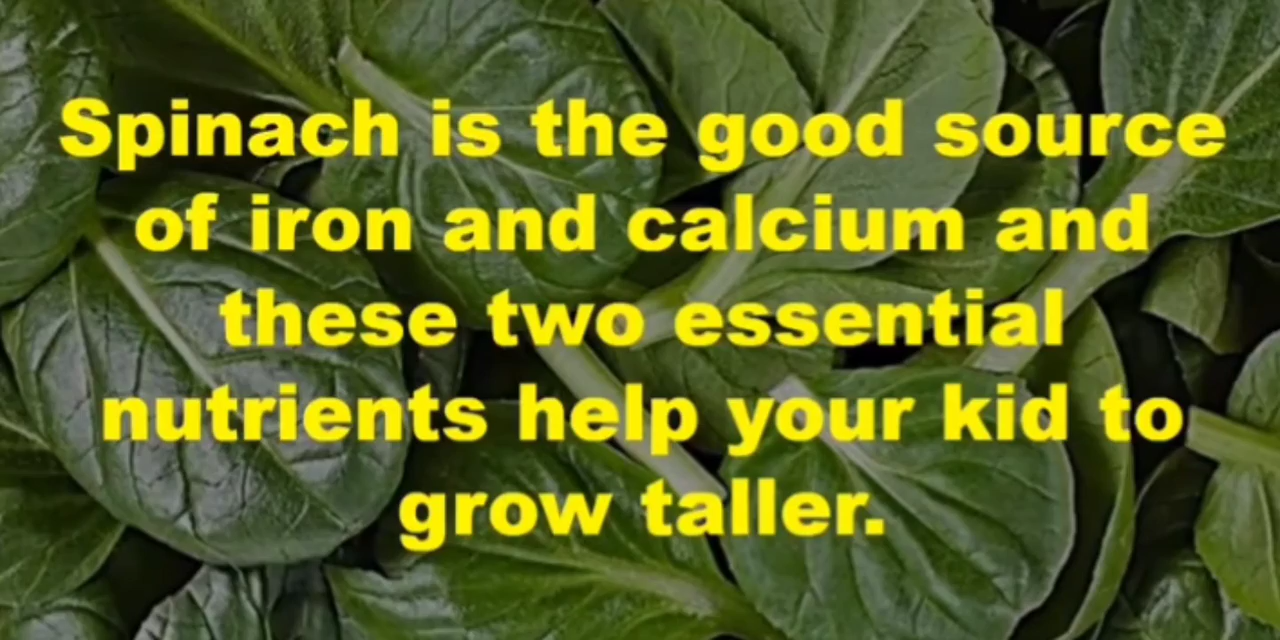 Spinach is the good source
of iron and calcium and
these two essential
nutrients help your kid to
grow taller.